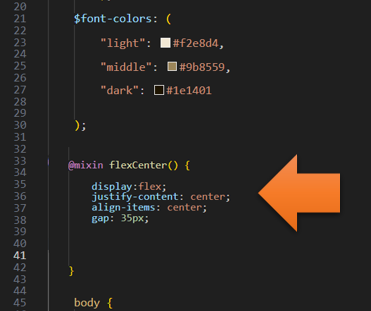 20
21 $font-colors: (
22
23 "light": #f2e8d4,
24
25 "middle": #9b8559,
26
27 "dark": #1e1401
28
29
30 );
31
32
33 @mixin flexCenter() {
34
35 display:flex;
36 justify-content: center;
37 align-items: center;
38 gap: 35px;
39
40
41
42 }
43
44
45 body {